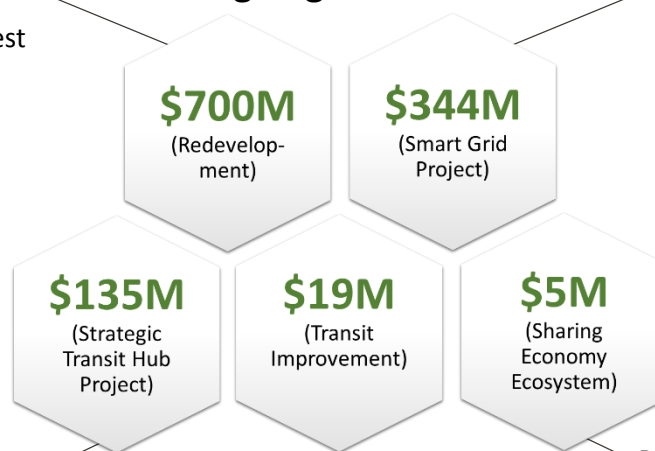 est
$700M
(Redevelop-
ment)
$344M
(Smart Grid
Project)
$135M
(Strategic
Transit Hub
Project)
$19M
(Transit
Improvement)
$5M
(Sharing
Economy
Ecosystem)